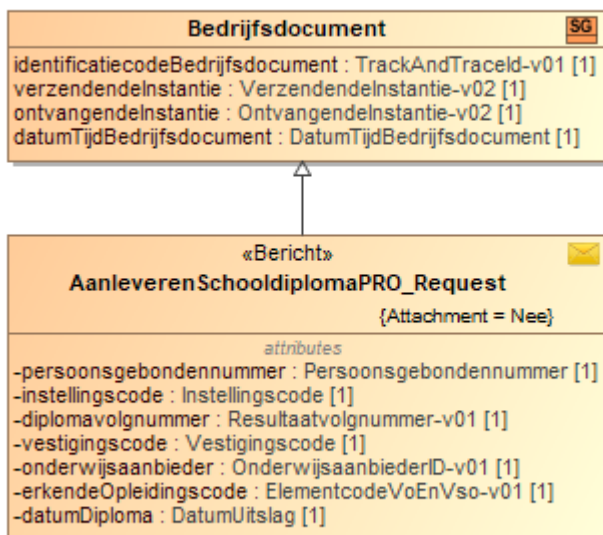 Bedrijfsdocument
SG
identificatiecodeBedrijfsdocument : TrackAndTraceId-v01 [1]
verzendendeInstantie : VerzendendeInstantie-v02 [1]
ontvangendeInstantie : OntvangendeInstantie-v02 [1]
datumTijdBedrijfsdocument : DatumTijdBedrijfsdocument [1]
«Bericht»
AanleverenSchooldiplomaPRO_Request
{Attachment = Nee}
attributes
-persoonsgebondennummer : Persoonsgebondennummer [1]
-instellingscode : Instellingscode [1]
-diplomavolgnummer : Resultaatvolgnummer-v01 [1]
-vestigingscode : Vestigingscode [1]
-onderwijsaanbieder : OnderwijsaanbiederID-v01 [1]
-erkendeOpleidingscode : ElementcodeVoEnVso-v01 [1]
-datumDiploma : DatumUitslag [1]